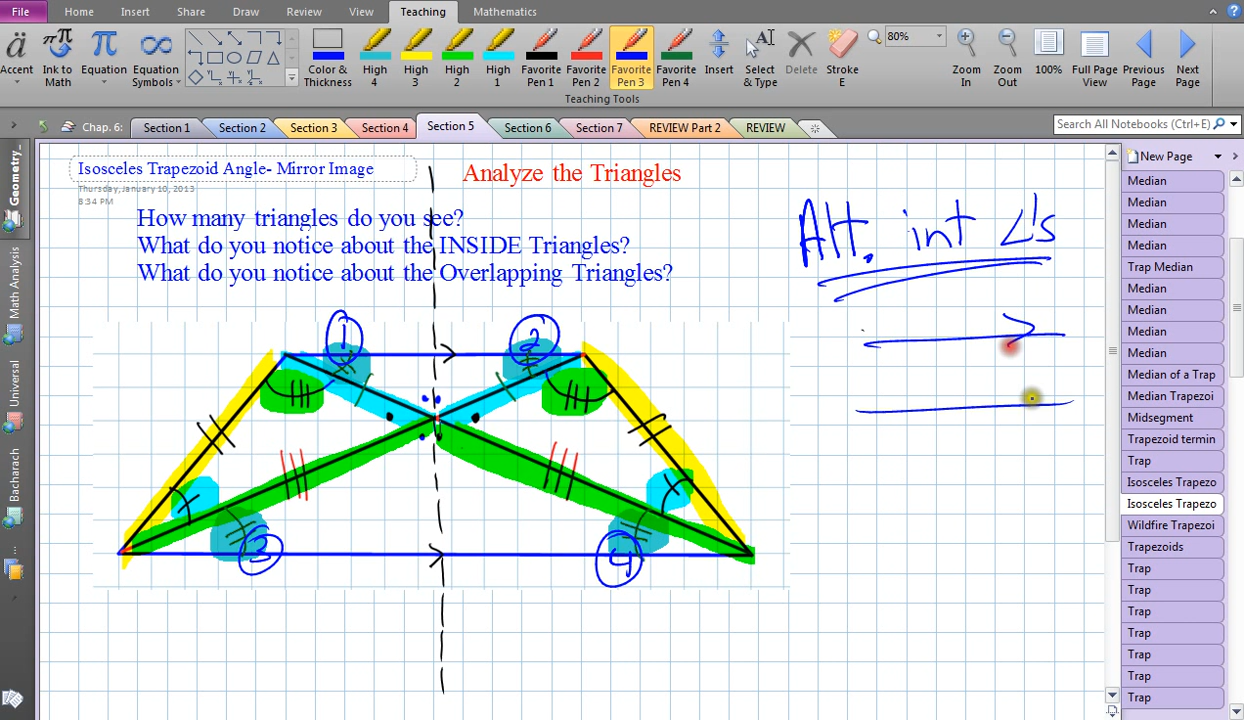 File Home Insert Share Draw Review View Teaching Mathematics
ä
Accent
Ink to Math
π
Equation
∞
Equation Symbols
Color & Thickness
High 4
High 3
High 2
High 1
Favorite Pen 1
Favorite Pen 2
Favorite Pen 3
Favorite Pen 4
Insert
Select & Type
Delete
Stroke E
80%
Zoom In
Zoom Out
100%
Full Page View
Previous Page
Next Page
Teaching Tools
Chap. 6: Section 1 Section 2 Section 3 Section 4 Section 5 Section 6 Section 7 REVIEW Part 2 REVIEW
Search All Notebooks (Ctrl+E)
Geometry_
Math Analysis
Universal
Bacharach
Isosceles Trapezoid Angle- Mirror Image
Thursday, January 10, 2013
8:34 PM
Analyze the Triangles
How many triangles do you see?
What do you notice about the INSIDE Triangles?
What do you notice about the Overlapping Triangles?
Alt. int ∠'s
1 2
3 4
New Page
Median
Median
Median
Median
Trap Median
Median
Median
Median
Median
Median of a Trap
Median Trapezoi
Midsegment
Trapezoid termin
Trap
Isosceles Trapezo
Isosceles Trapezo
Wildfire Trapezoi
Trapezoids
Trap
Trap
Trap
Trap
Trap
Trap
Trap